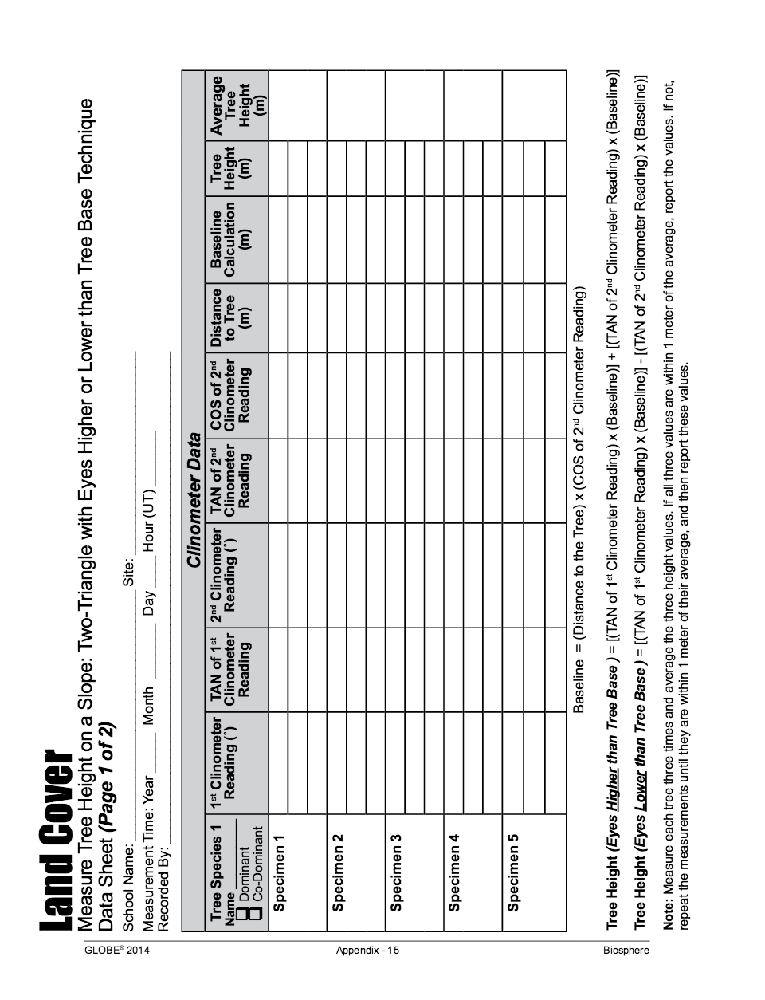 Land Cover
Measure Tree Height on a Slope: Two-Triangle with Eyes Higher or Lower than Tree Base Technique
Data Sheet (Page 1 of 2)
School Name: ______________________________ Site: ______________________
Measurement Time: Year _____ Month ______ Day ____ Hour (UT) ______
Recorded By: ______________________________________________________
Clinometer Data
Tree Species 1
Name ________
❏ Dominant
❏ Co-Dominant
1st Clinometer
Reading (˚)
TAN of 1st
Clinometer
Reading
2nd Clinometer
Reading (˚)
TAN of 2nd
Clinometer
Reading
COS of 2nd
Clinometer
Reading
Distance
to Tree
(m)
Baseline
Calculation
(m)
Tree
Height
(m)
Average
Tree
Height
(m)
Specimen 1
Specimen 2
Specimen 3
Specimen 4
Specimen 5
Baseline = (Distance to the Tree) x (COS of 2nd Clinometer Reading)
Tree Height (Eyes Higher than Tree Base ) = [(TAN of 1st Clinometer Reading) x (Baseline)] + [(TAN of 2nd Clinometer Reading) x (Baseline)]
Tree Height (Eyes Lower than Tree Base ) = [(TAN of 1st Clinometer Reading) x (Baseline)] - [(TAN of 2nd Clinometer Reading) x (Baseline)]
Note: Measure each tree three times and average the three height values. If all three values are within 1 meter of the average, report the values. If not,
repeat the measurements until they are within 1 meter of their average, and then report these values.
GLOBE® 2014 Appendix - 15 Biosphere